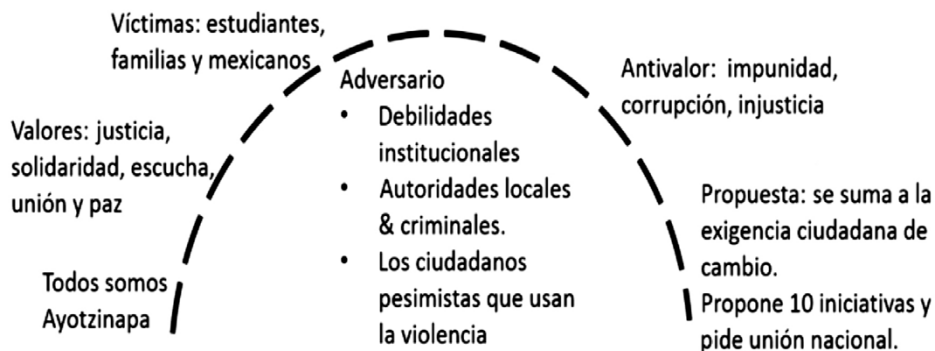 Víctimas: estudiantes,
familias y mexicanos
Valores: justicia,
solidaridad, escucha,
unión y paz
Todos somos
Ayotzinapa
Adversario
• Debilidades
institucionales
• Autoridades locales
& criminales.
• Los ciudadanos
pesimistas que usan
la violencia
Antivalor: impunidad,
corrupción, injusticia
Propuesta: se suma a la
exigencia ciudadana de
cambio.
Propone 10 iniciativas y
pide unión nacional.